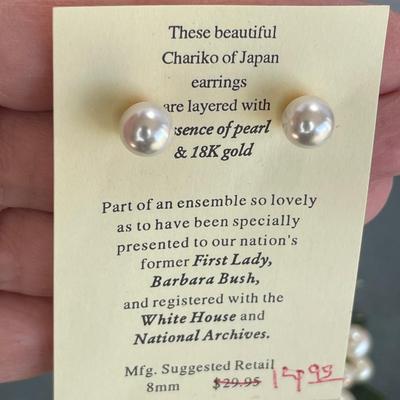 These beautiful
Chariko of Japan
earrings
are layered with
ssence of pearl
& 18K gold
Part of an ensemble so lovely
as to have been specially
presented to our nation's
former First Lady,
Barbara Bush,
and registered with the
White House and
National Archives.
Mfg. Suggested Retail
8mm $29.95